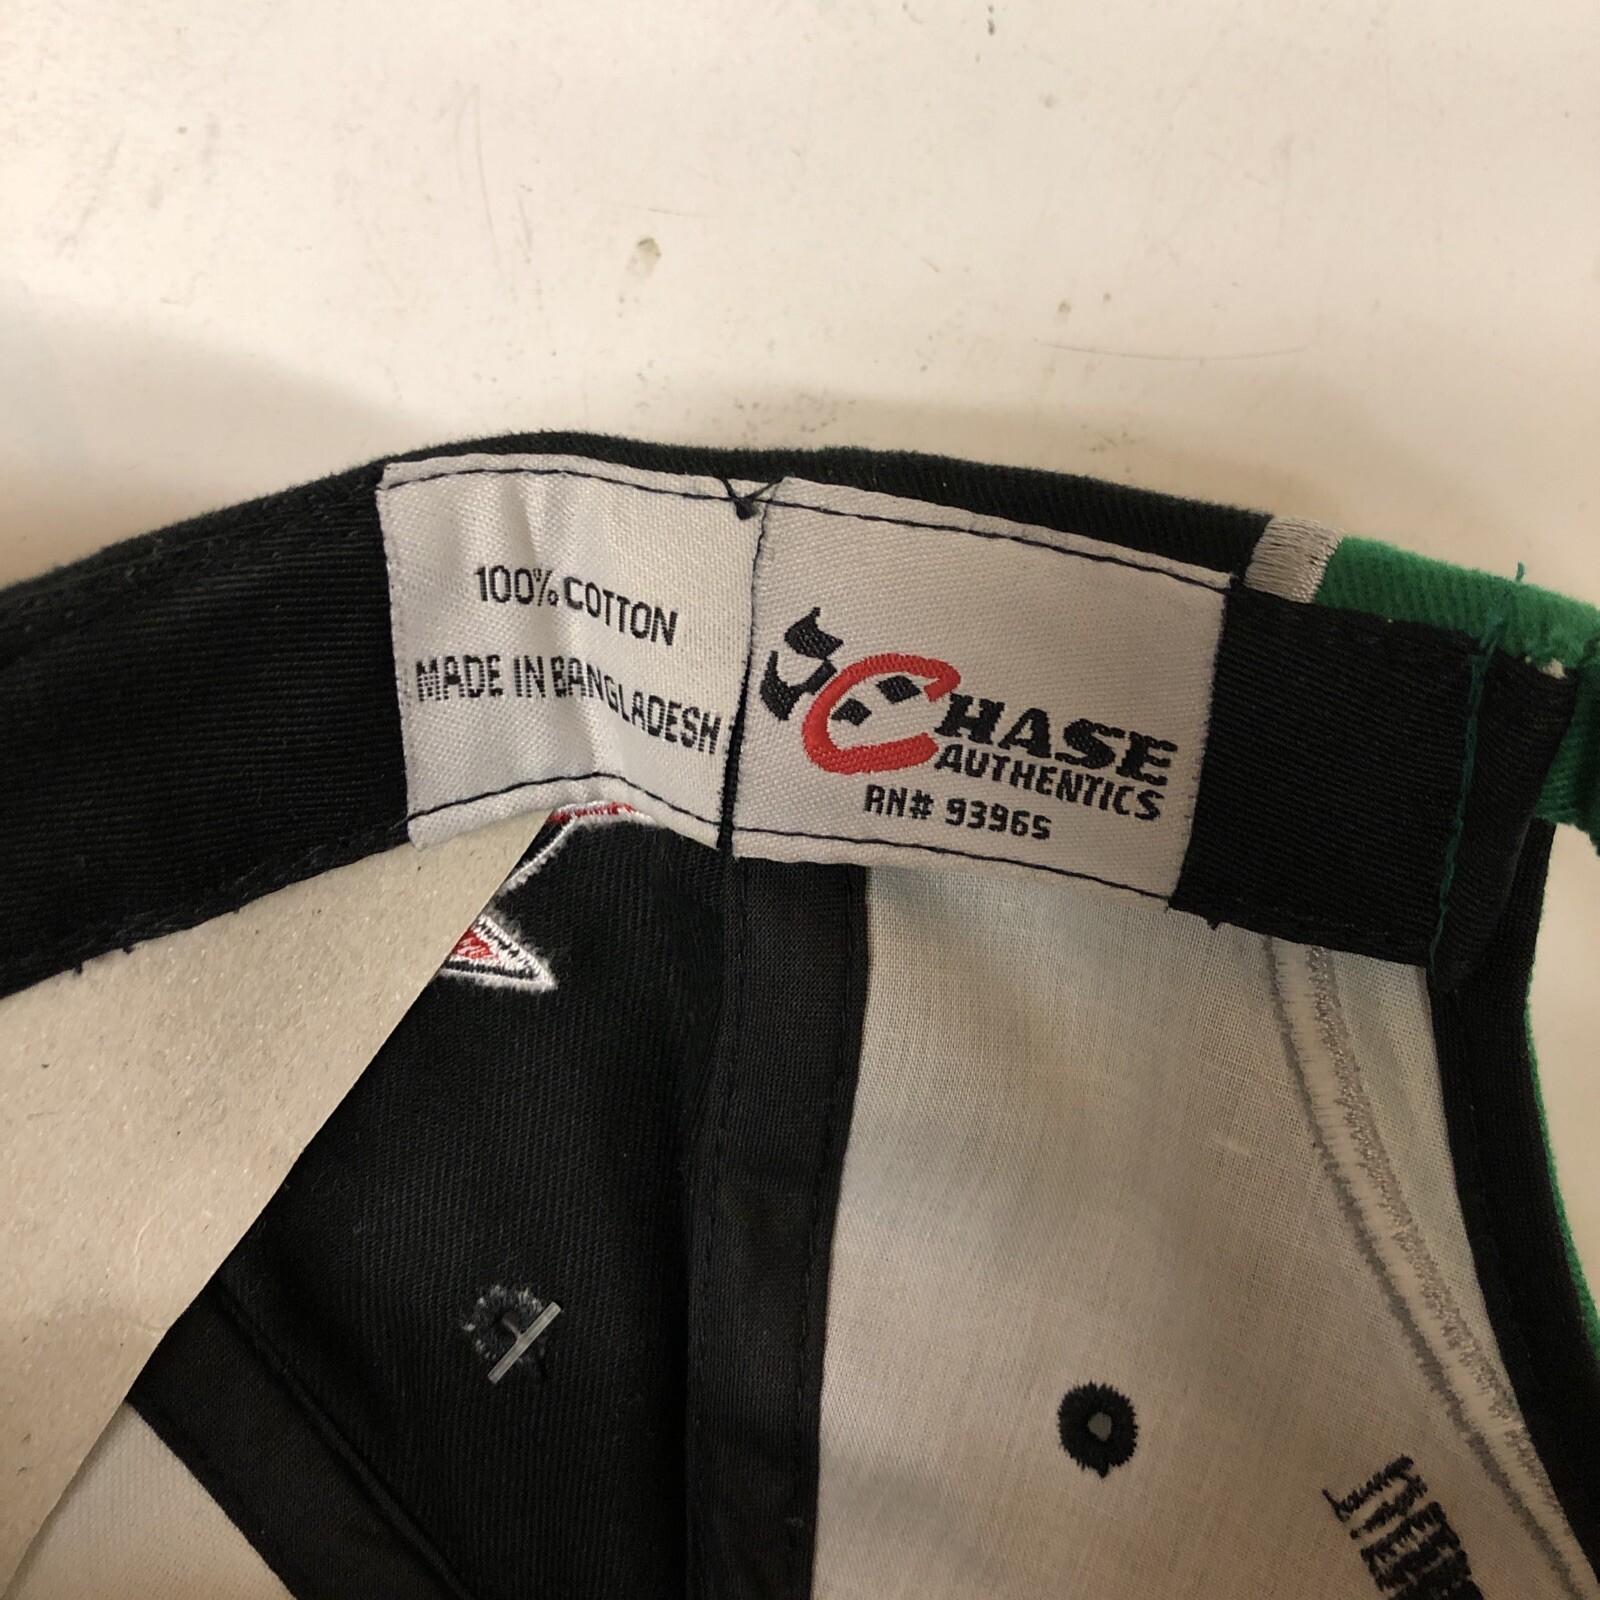 100% COTTON
MADE IN BANGLADESH
CHASE
AUTHENTICS
RN# 93965